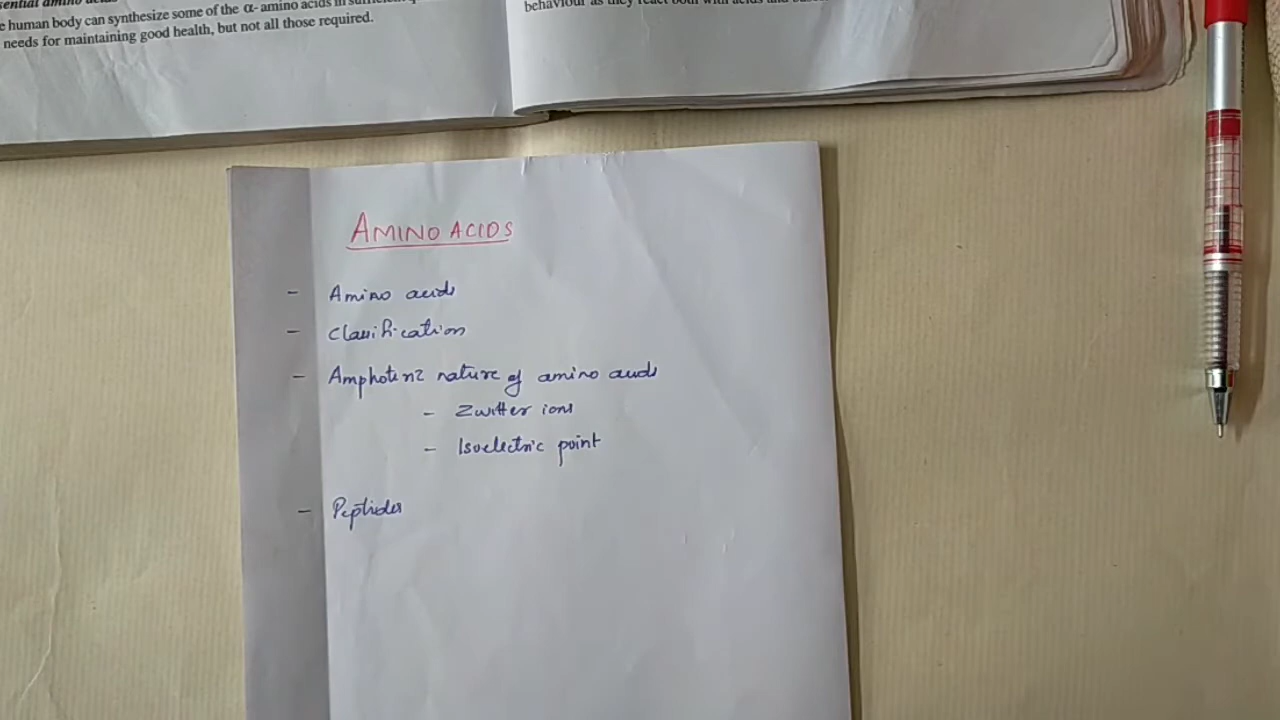 e human body can synthesize some of the α- amino acids in
needs for maintaining good health, but not all those required.
behaviour as they react both with acids and
AMINO ACIDS
- Amino acids
- Classification
- Amphoteric nature of amino acids
- Zwitter ions
- Isoelectric point
- Peptides